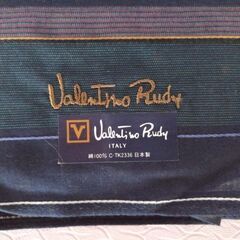 Valentino Rudy
V Valentino Rudy
ITALY
綿100% C-TK2336 日本製